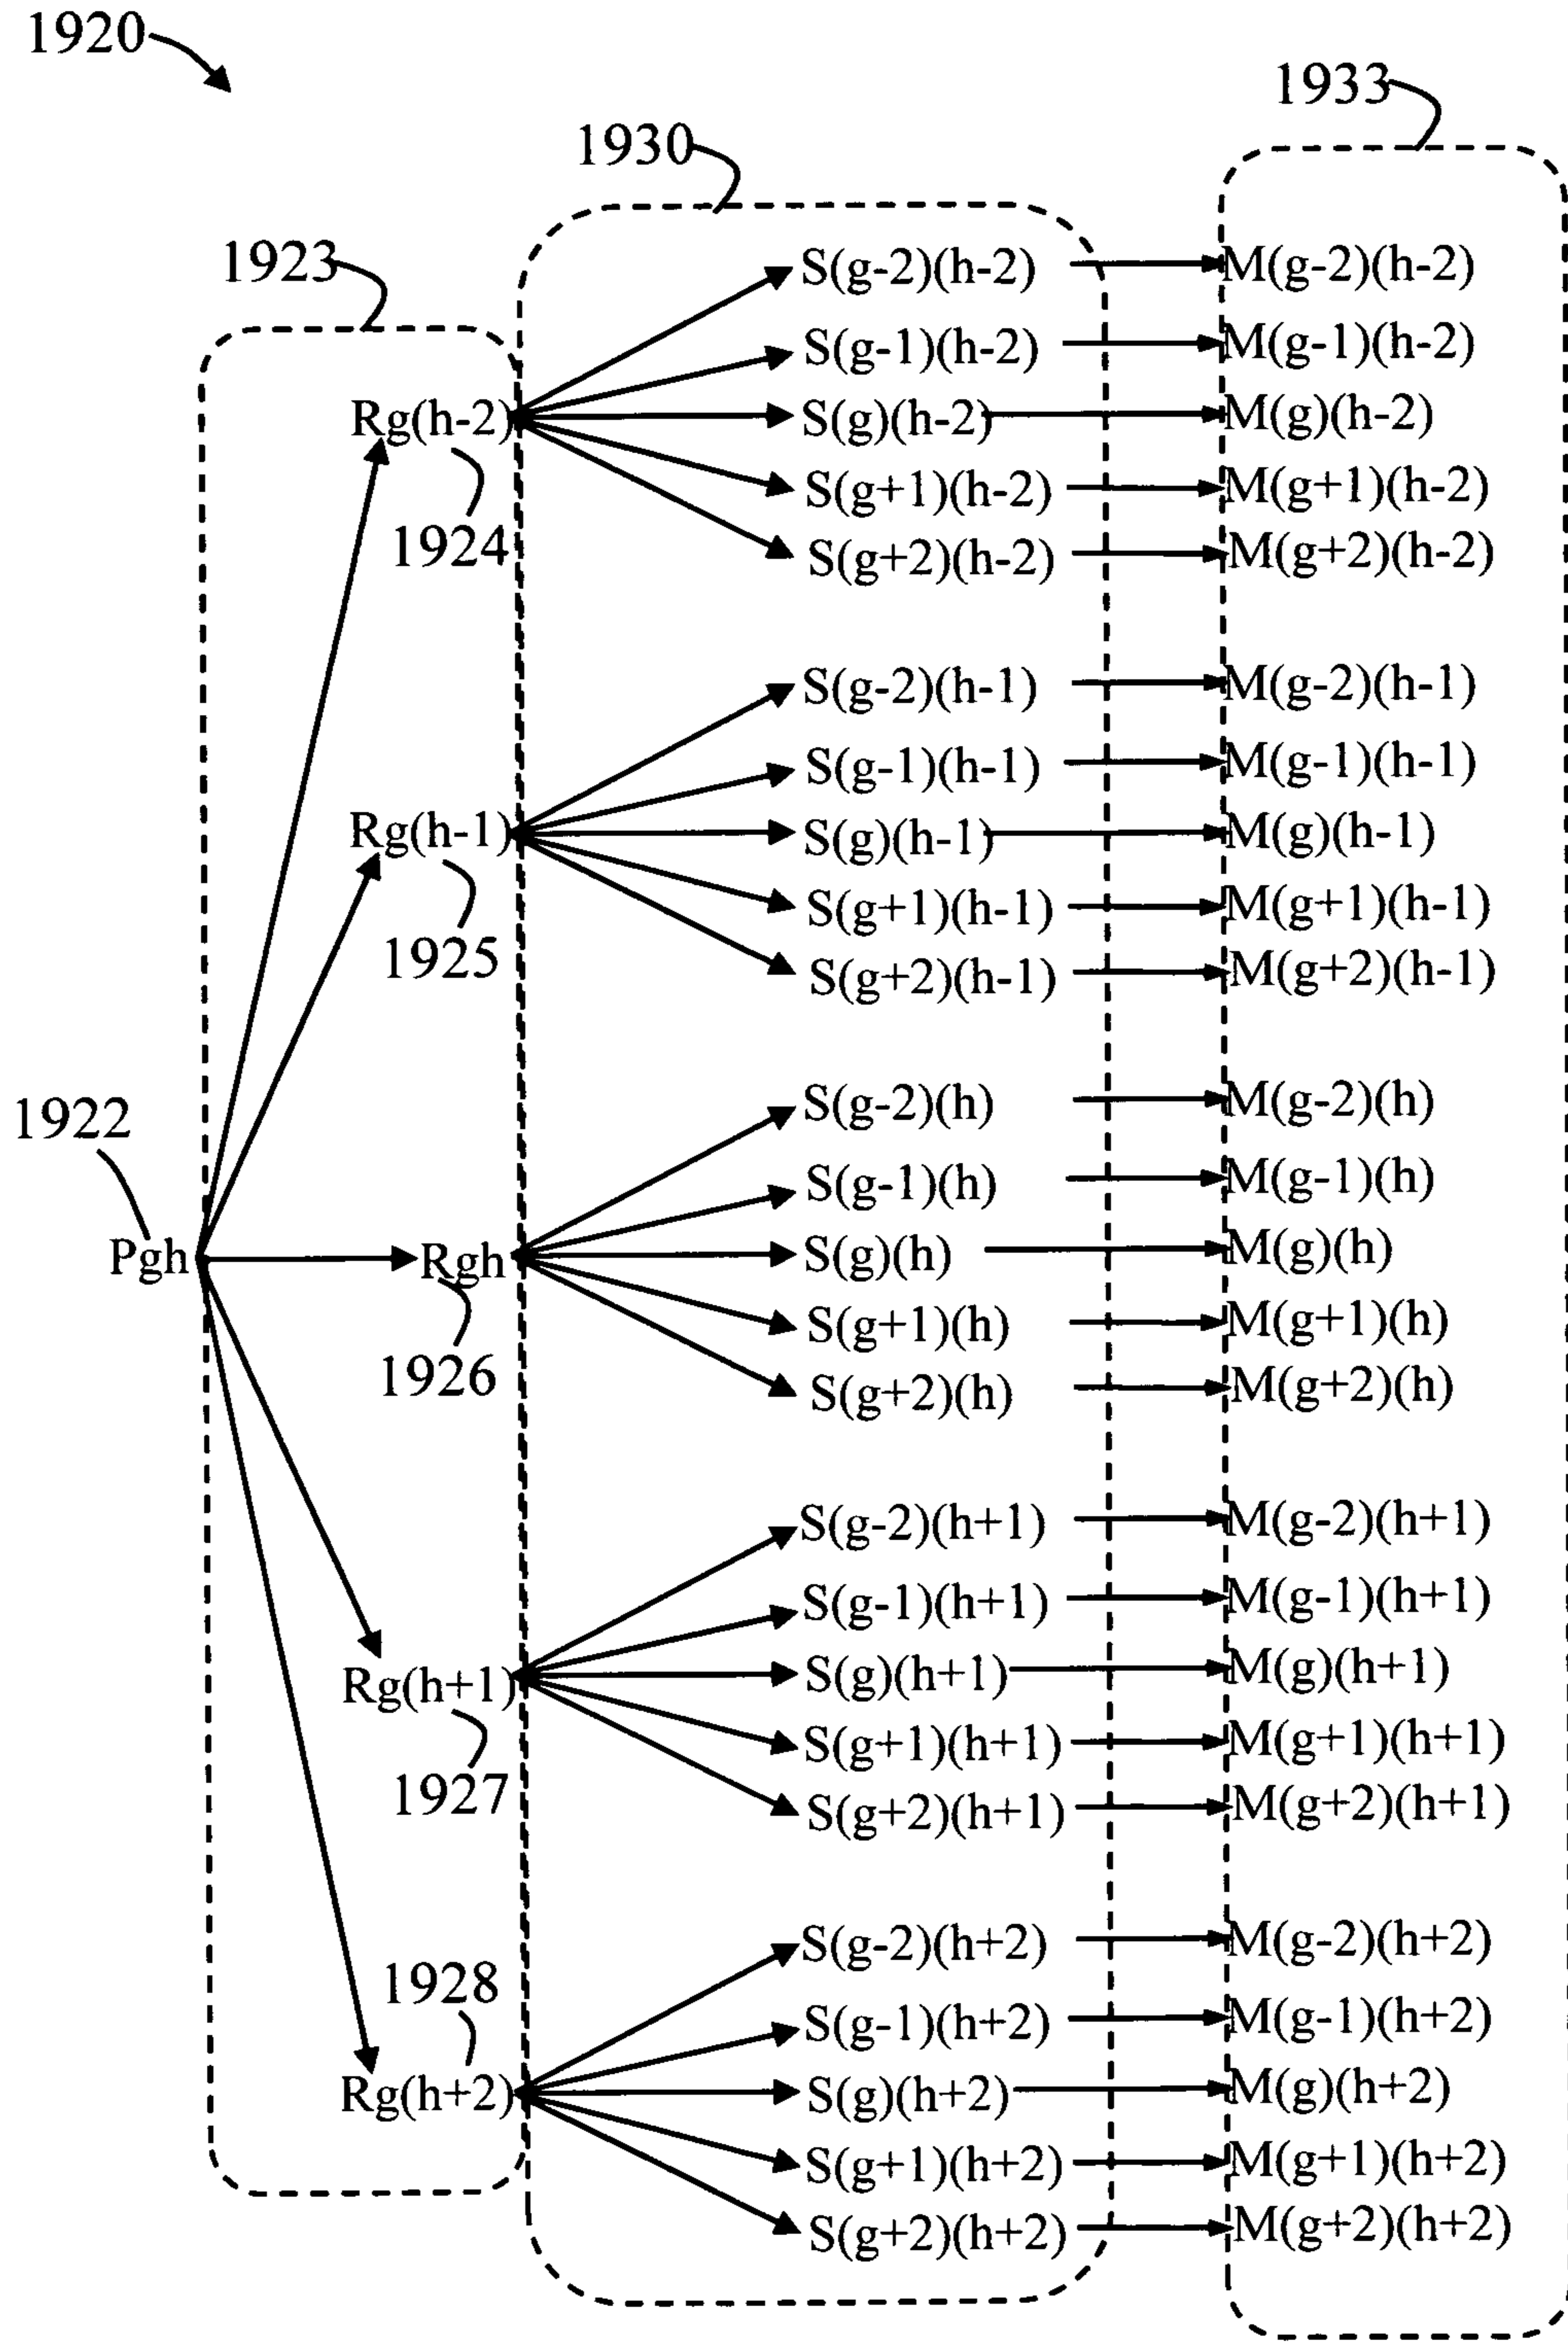 1920
1933
1930
1923
S(g-2)(h-2) M(g-2)(h-2)
S(g-1)(h-2) M(g-1)(h-2)
Rg(h-2) S(g)(h-2) M(g)(h-2)
S(g+1)(h-2) M(g+1)(h-2)
1924 S(g+2)(h-2) M(g+2)(h-2)
S(g-2)(h-1) M(g-2)(h-1)
S(g-1)(h-1) M(g-1)(h-1)
Rg(h-1) S(g)(h-1) M(g)(h-1)
S(g+1)(h-1) M(g+1)(h-1)
1925 S(g+2)(h-1) M(g+2)(h-1)
1922 S(g-2)(h) M(g-2)(h)
S(g-1)(h) M(g-1)(h)
Pgh Rgh S(g)(h) M(g)(h)
S(g+1)(h) M(g+1)(h)
1926 S(g+2)(h) M(g+2)(h)
S(g-2)(h+1) M(g-2)(h+1)
S(g-1)(h+1) M(g-1)(h+1)
Rg(h+1) S(g)(h+1) M(g)(h+1)
S(g+1)(h+1) M(g+1)(h+1)
1927 S(g+2)(h+1) M(g+2)(h+1)
S(g-2)(h+2) M(g-2)(h+2)
1928 S(g-1)(h+2) M(g-1)(h+2)
Rg(h+2) S(g)(h+2) M(g)(h+2)
S(g+1)(h+2) M(g+1)(h+2)
S(g+2)(h+2) M(g+2)(h+2)